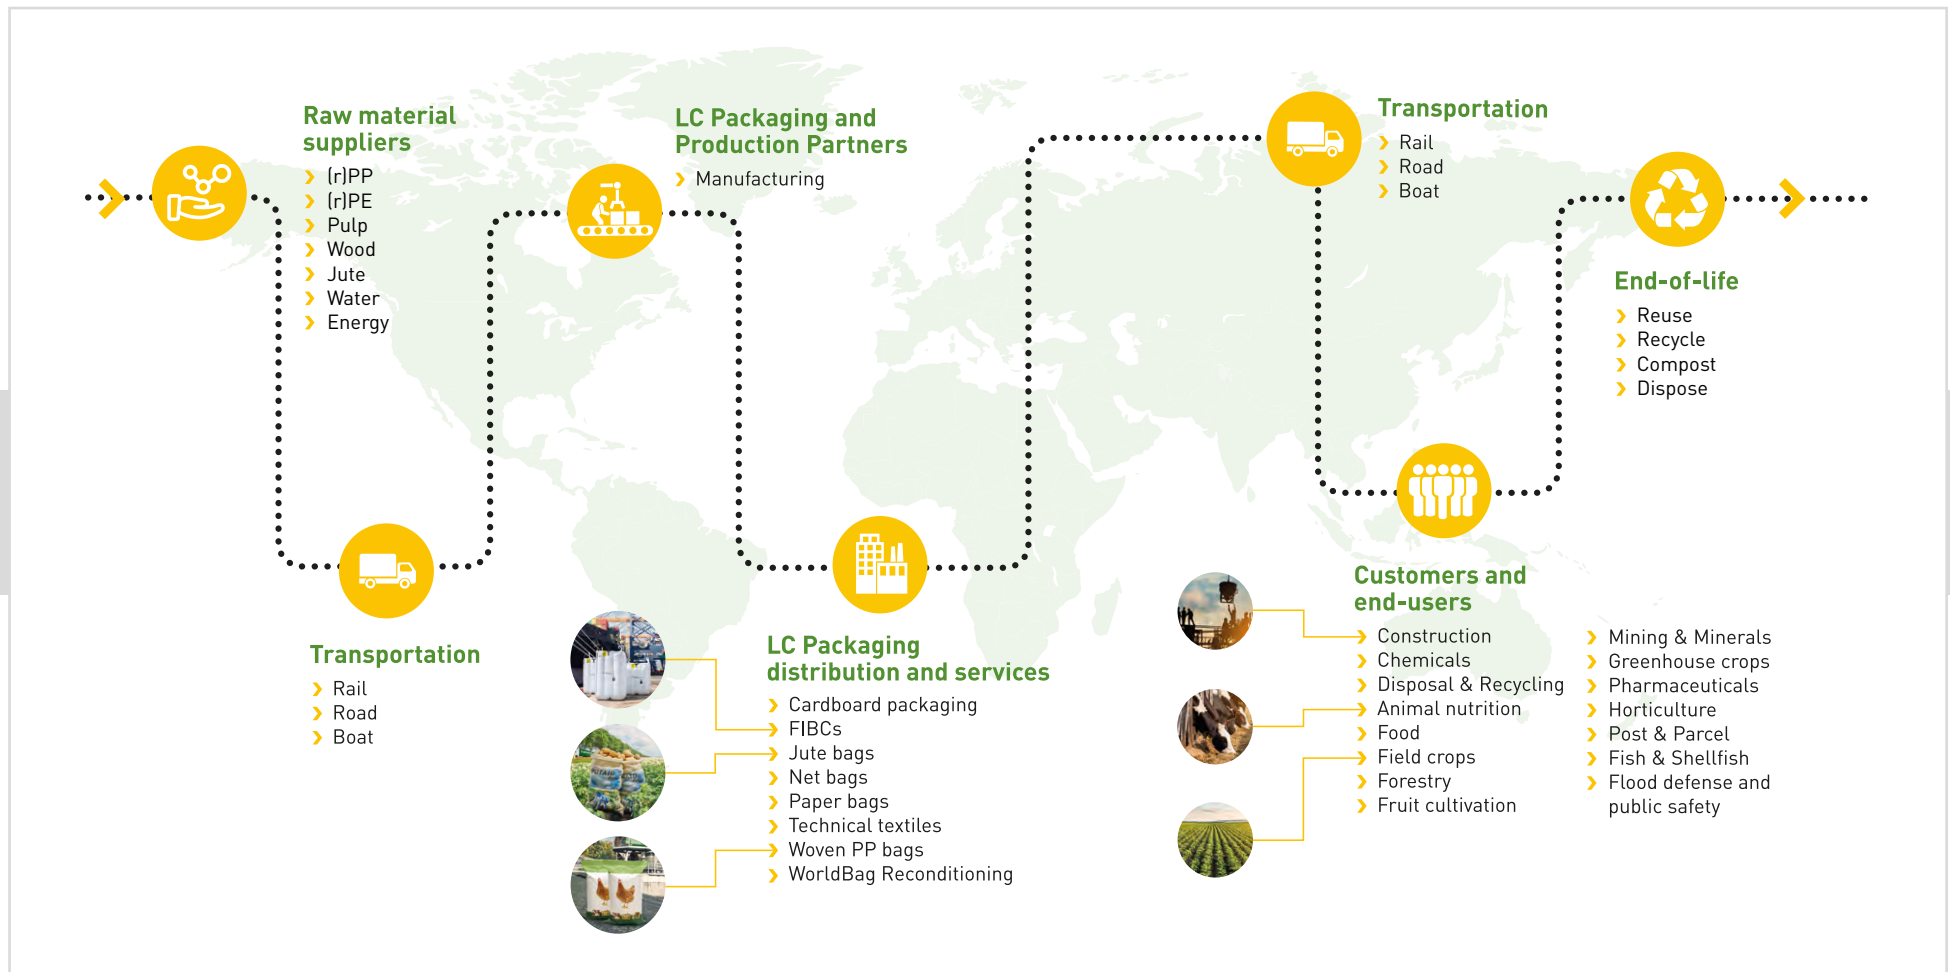 Raw material
suppliers
(r)PP
(r)PE
Pulp
Wood
Jute
Water
Energy
Transportation
Rail
Road
Boat
LC Packaging and
Production Partners
Manufacturing
LC Packaging
distribution and services
Cardboard packaging
FIBCs
Jute bags
Net bags
Paper bags
Technical textiles
Woven PP bags
WorldBag Reconditioning
Transportation
Rail
Road
Boat
Customers and
end-users
Construction
Chemicals
Disposal & Recycling
Animal nutrition
Food
Field crops
Forestry
Fruit cultivation
Mining & Minerals
Greenhouse crops
Pharmaceuticals
Horticulture
Post & Parcel
Fish & Shellfish
Flood defense and
public safety
End-of-life
Reuse
Recycle
Compost
Dispose